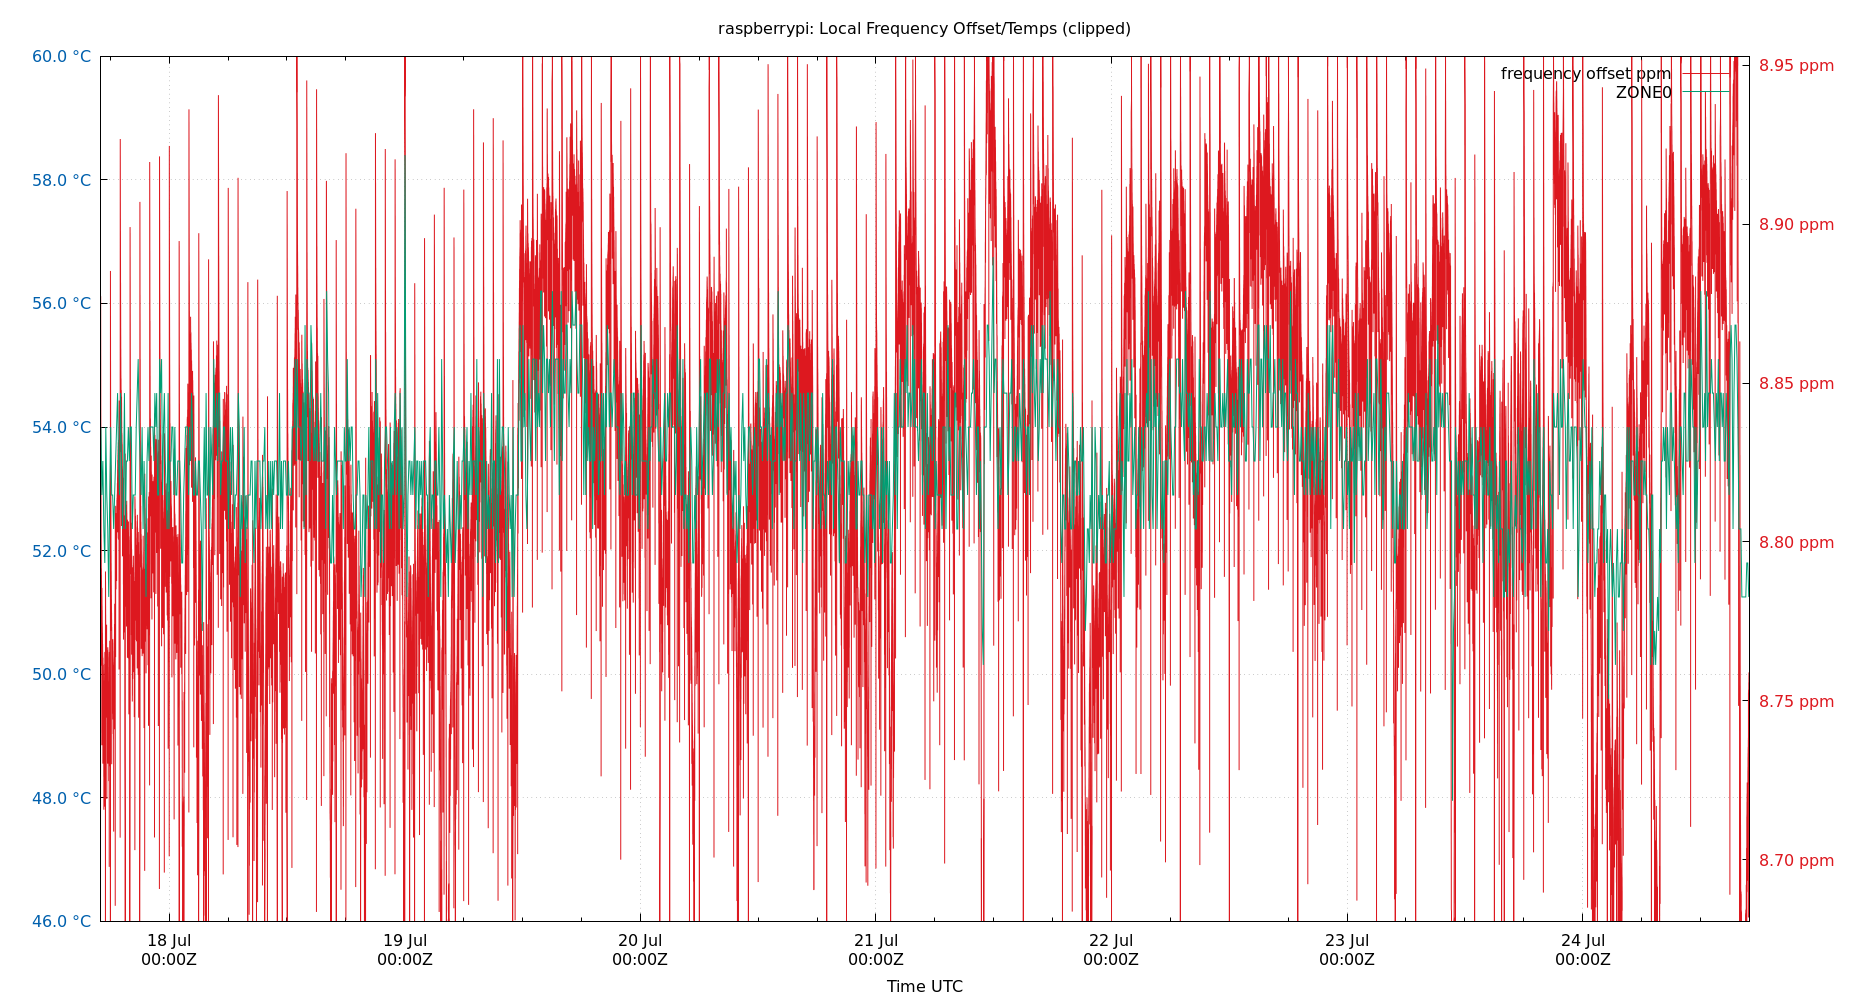 raspberrypi: Local Frequency Offset/Temps (clipped)
60.0 °C
58.0 °C
56.0 °C
54.0 °C
52.0 °C
50.0 °C
48.0 °C
46.0 °C
frequency offset ppm
ZONE0
8.95 ppm
8.90 ppm
8.85 ppm
8.80 ppm
8.75 ppm
8.70 ppm
18 Jul 19 Jul 20 Jul 21 Jul 22 Jul 23 Jul 24 Jul
00:00Z 00:00Z 00:00Z 00:00Z 00:00Z 00:00Z 00:00Z
Time UTC